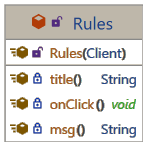 Rules
Rules(Client)
title() String
onClick() void
msg() String